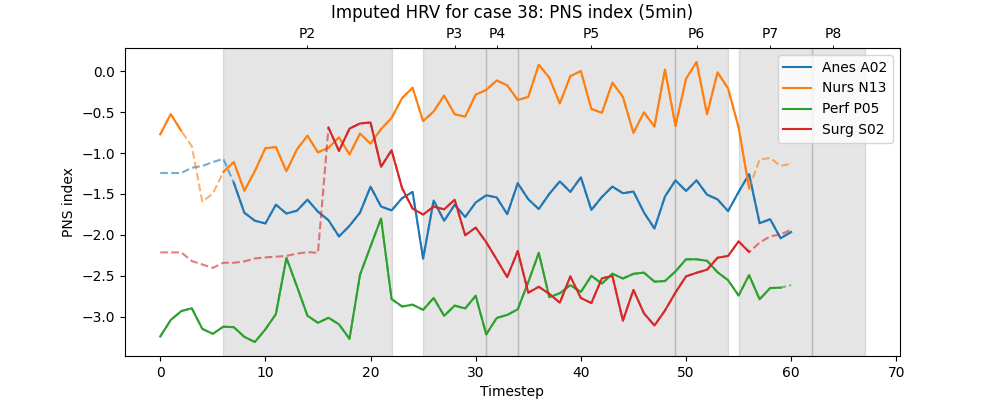 Imputed HRV for case 38: PNS index (5min)
P2 P3 P4 P5 P6 P7 P8
PNS index
0.0
−0.5
−1.0
−1.5
−2.0
−2.5
−3.0
Anes A02
Nurs N13
Perf P05
Surg S02
0 10 20 30 40 50 60 70
Timestep